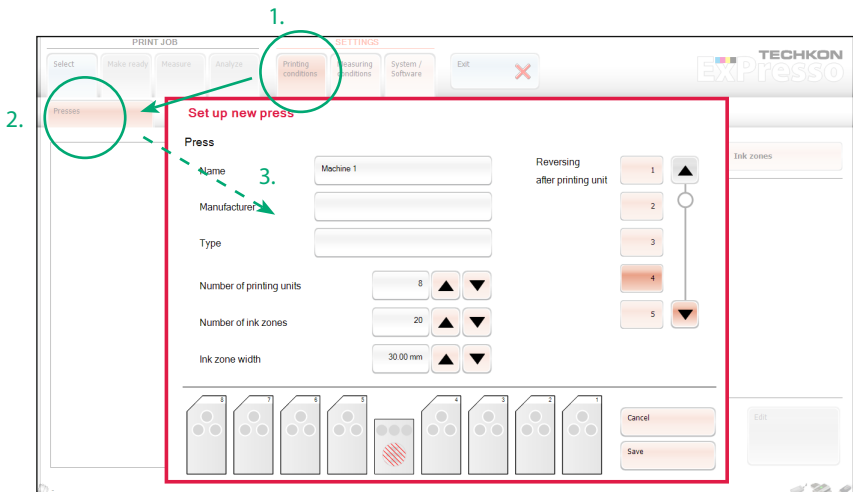 1.
PRINT JOB
SETTINGS
Select
Make ready
Measure
Analyze
Printing
conditions
Measuring
conditions
System /
Software
Exit
TECHKON
ExPresso
2.
Presses
Set up new press
Press
Name
Machine 1
3.
Manufacturer
Type
Number of printing units
8
Number of ink zones
20
Ink zone width
30.00 mm
Reversing
after printing unit
1
2
3
4
5
Ink zones
8
7
6
5
4
3
2
1
Cancel
Save
Edit